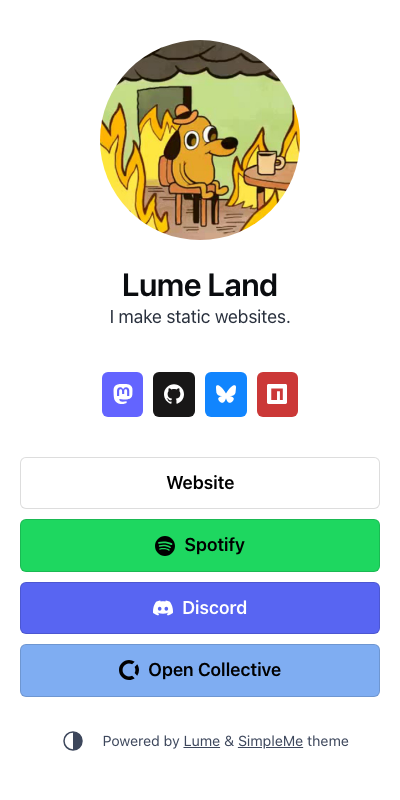 Lume Land
I make static websites.
Website
Spotify
Discord
Open Collective
Powered by Lume & SimpleMe theme